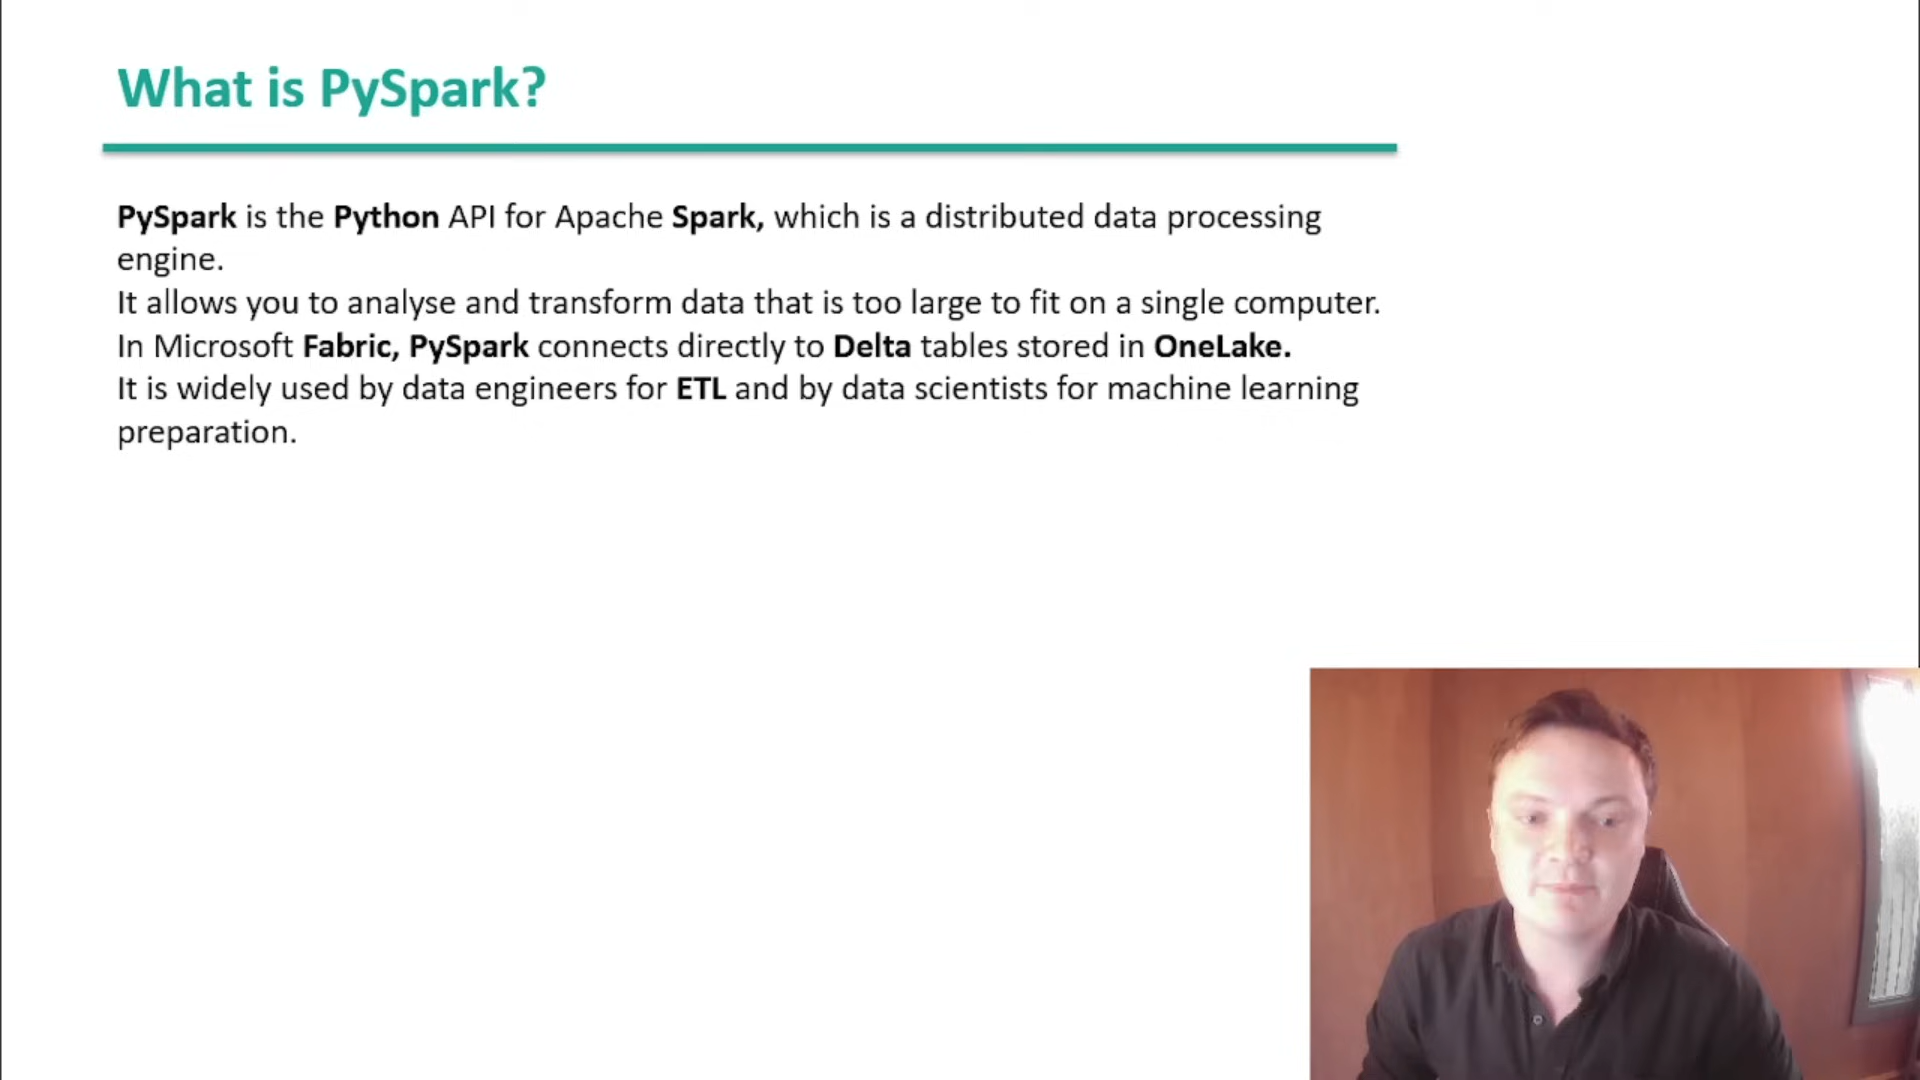 What is PySpark?
PySpark is the Python API for Apache Spark, which is a distributed data processing
engine.
It allows you to analyse and transform data that is too large to fit on a single computer.
In Microsoft Fabric, PySpark connects directly to Delta tables stored in OneLake.
It is widely used by data engineers for ETL and by data scientists for machine learning
preparation.